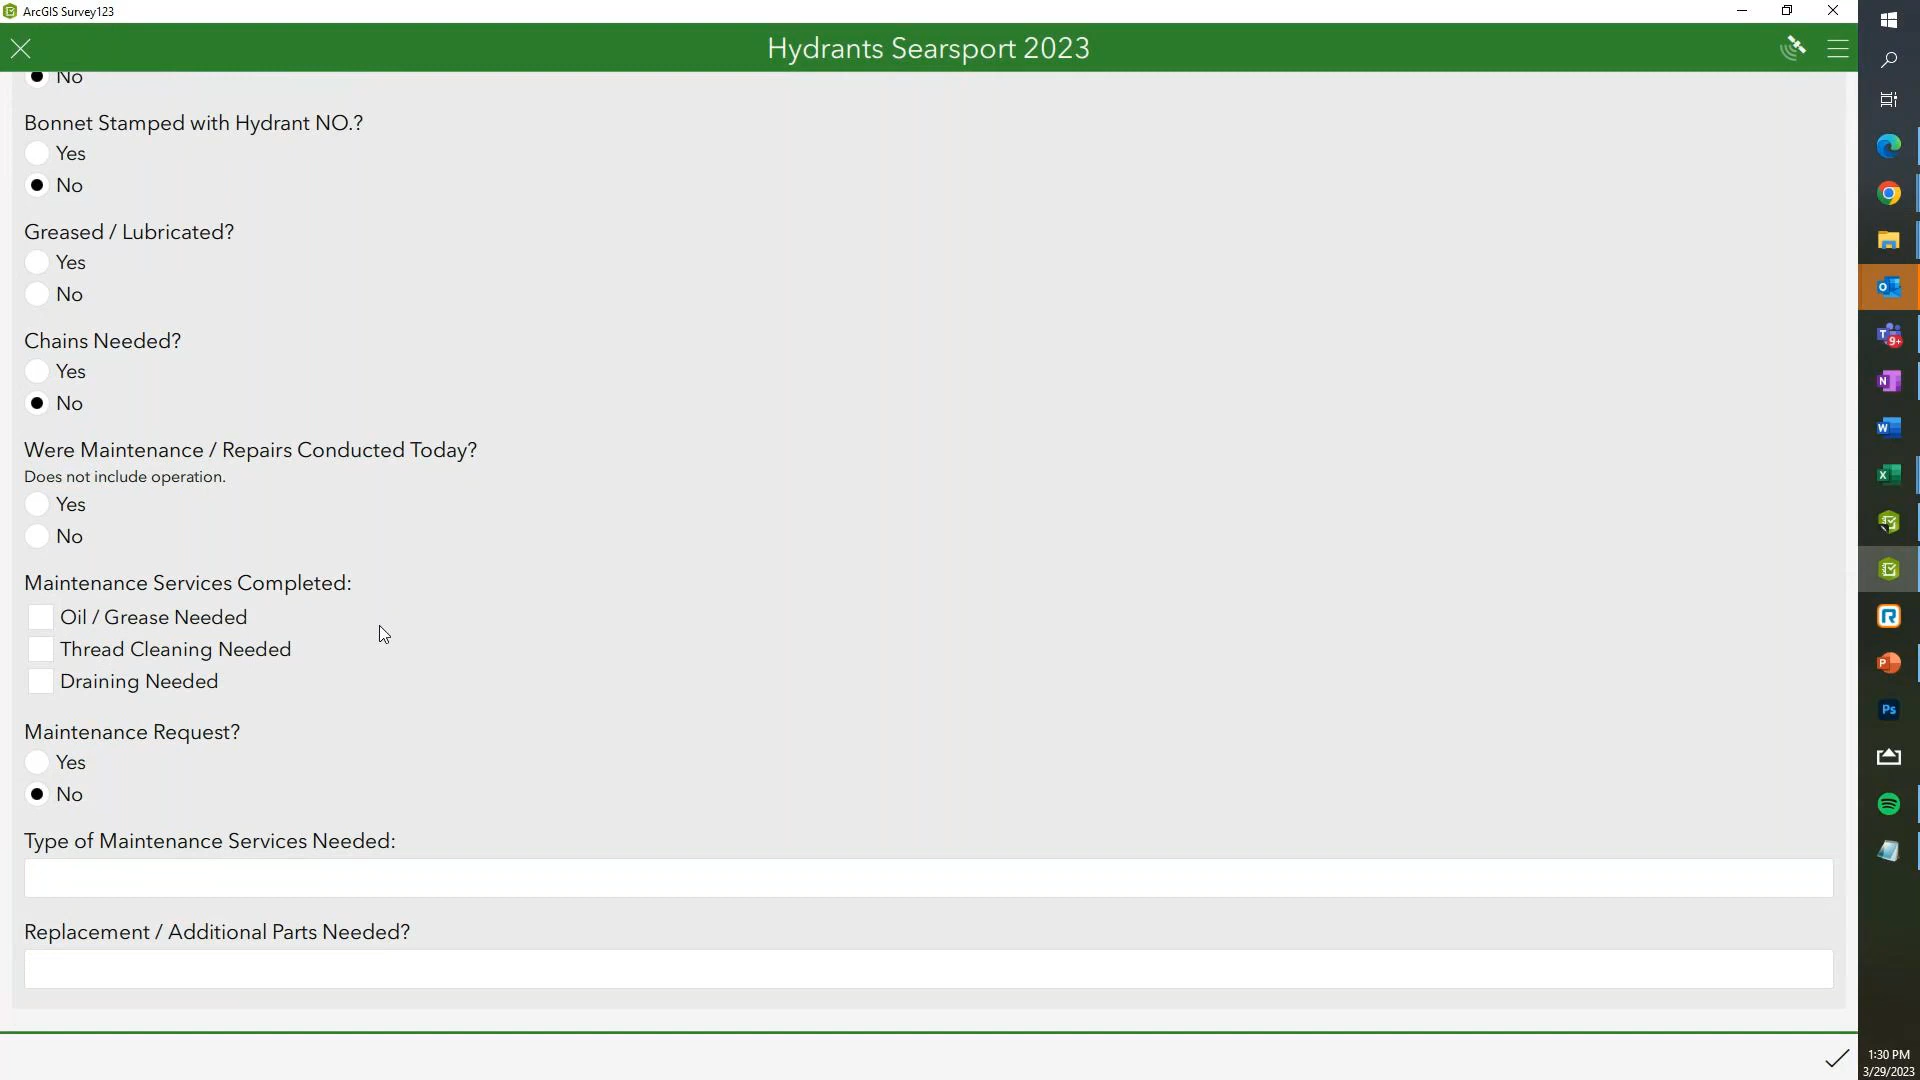 ArcGIS Survey123
Hydrants Searsport 2023
No
Bonnet Stamped with Hydrant NO.?
Yes
No
Greased / Lubricated?
Yes
No
Chains Needed?
Yes
No
Were Maintenance / Repairs Conducted Today?
Does not include operation.
Yes
No
Maintenance Services Completed:
Oil / Grease Needed
Thread Cleaning Needed
Draining Needed
Maintenance Request?
Yes
No
Type of Maintenance Services Needed:
Replacement / Additional Parts Needed?
9+
Ps
1:30 PM
3/29/2023